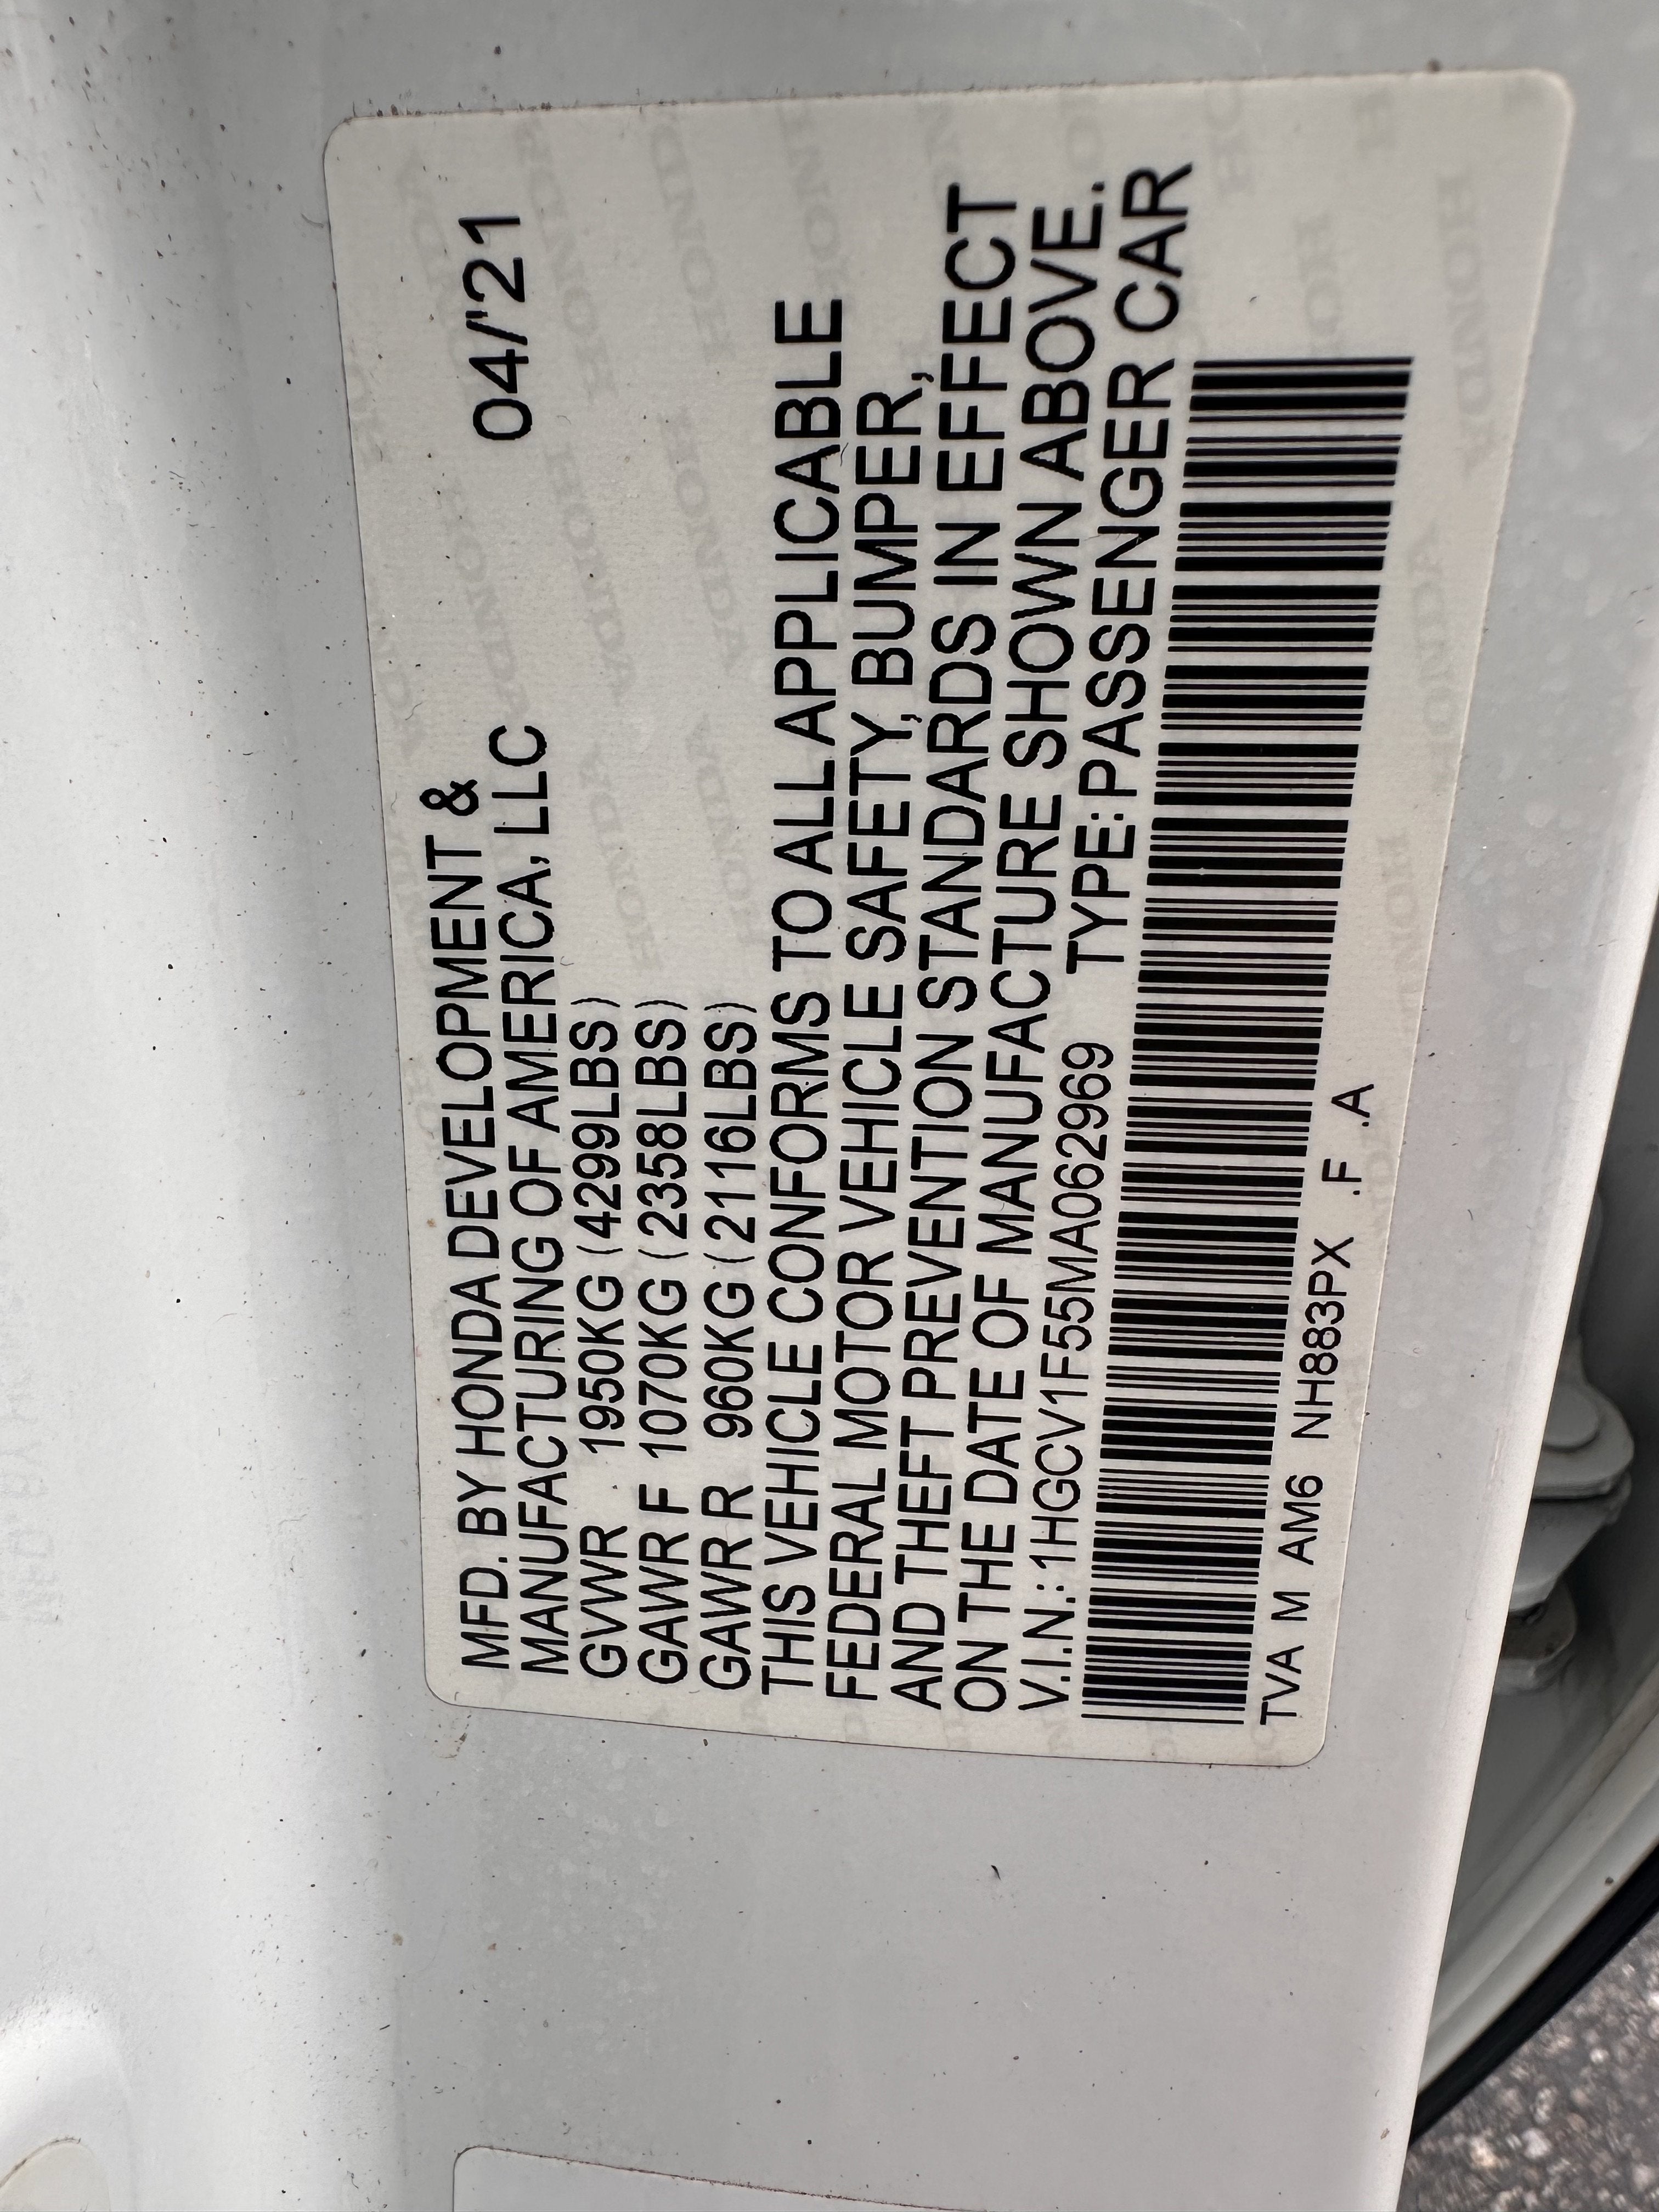 MFD. BY HONDA DEVELOPMENT & 04/'21
MANUFACTURING OF AMERICA, LLC
GVWR 1950KG (4299LBS)
GAWR F 1070KG (2358LBS)
GAWR R 960KG (2116LBS)
THIS VEHICLE CONFORMS TO ALL APPLICABLE
FEDERAL MOTOR VEHICLE SAFETY, BUMPER,
AND THEFT PREVENTION STANDARDS IN EFFECT
ON THE DATE OF MANUFACTURE SHOWN ABOVE.
V.I.N.: 1HGCV1F55MA062969 TYPE: PASSENGER CAR
TVA M AM6 NH883PX .F .A